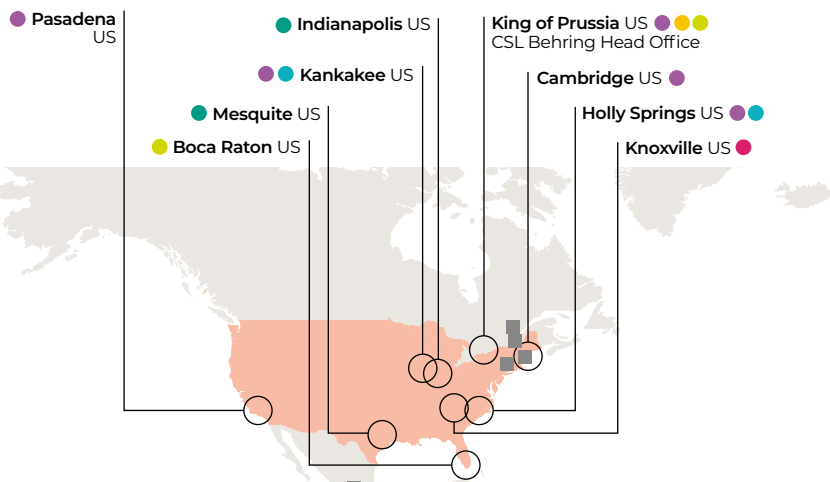 Pasadena
US
Indianapolis US
Kankakee US
Mesquite US
Boca Raton US
King of Prussia US
CSL Behring Head Office
Cambridge US
Holly Springs US
Knoxville US